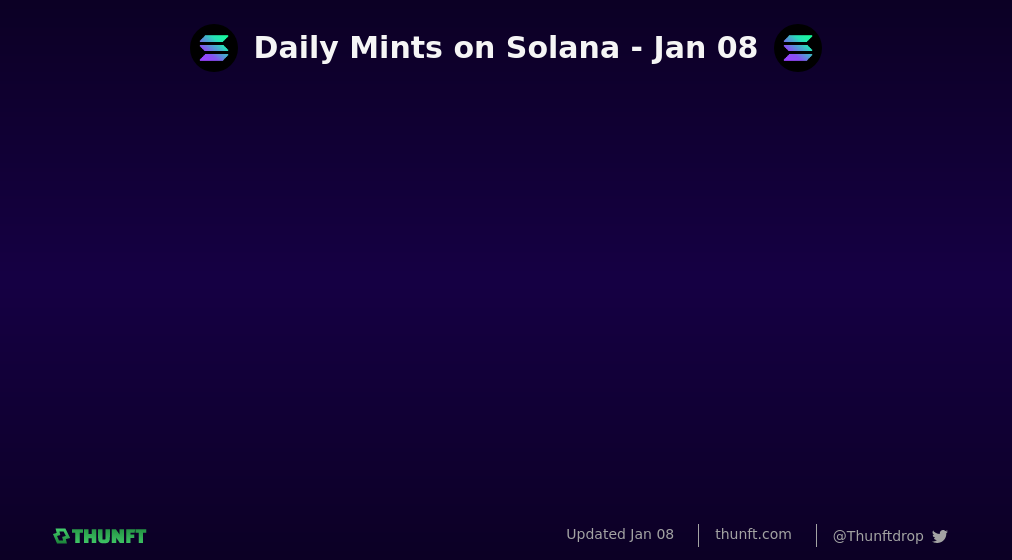 Daily Mints on Solana - Jan 08
THUNFT
Updated Jan 08
thunft.com
@Thunftdrop